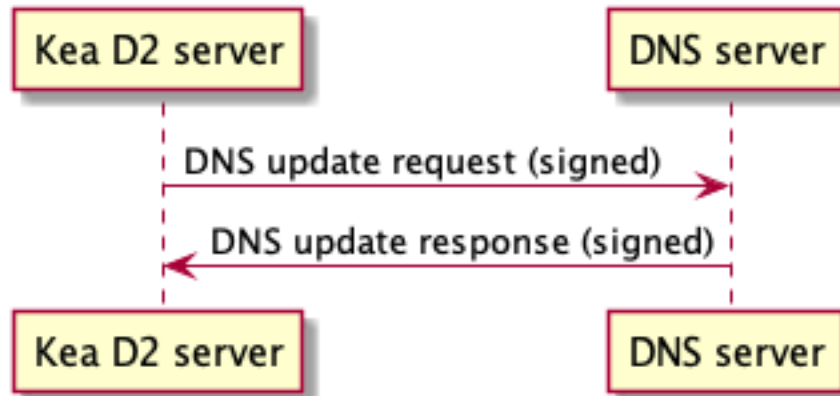 Kea D2 server
DNS server
DNS update request (signed)
DNS update response (signed)
Kea D2 server
DNS server